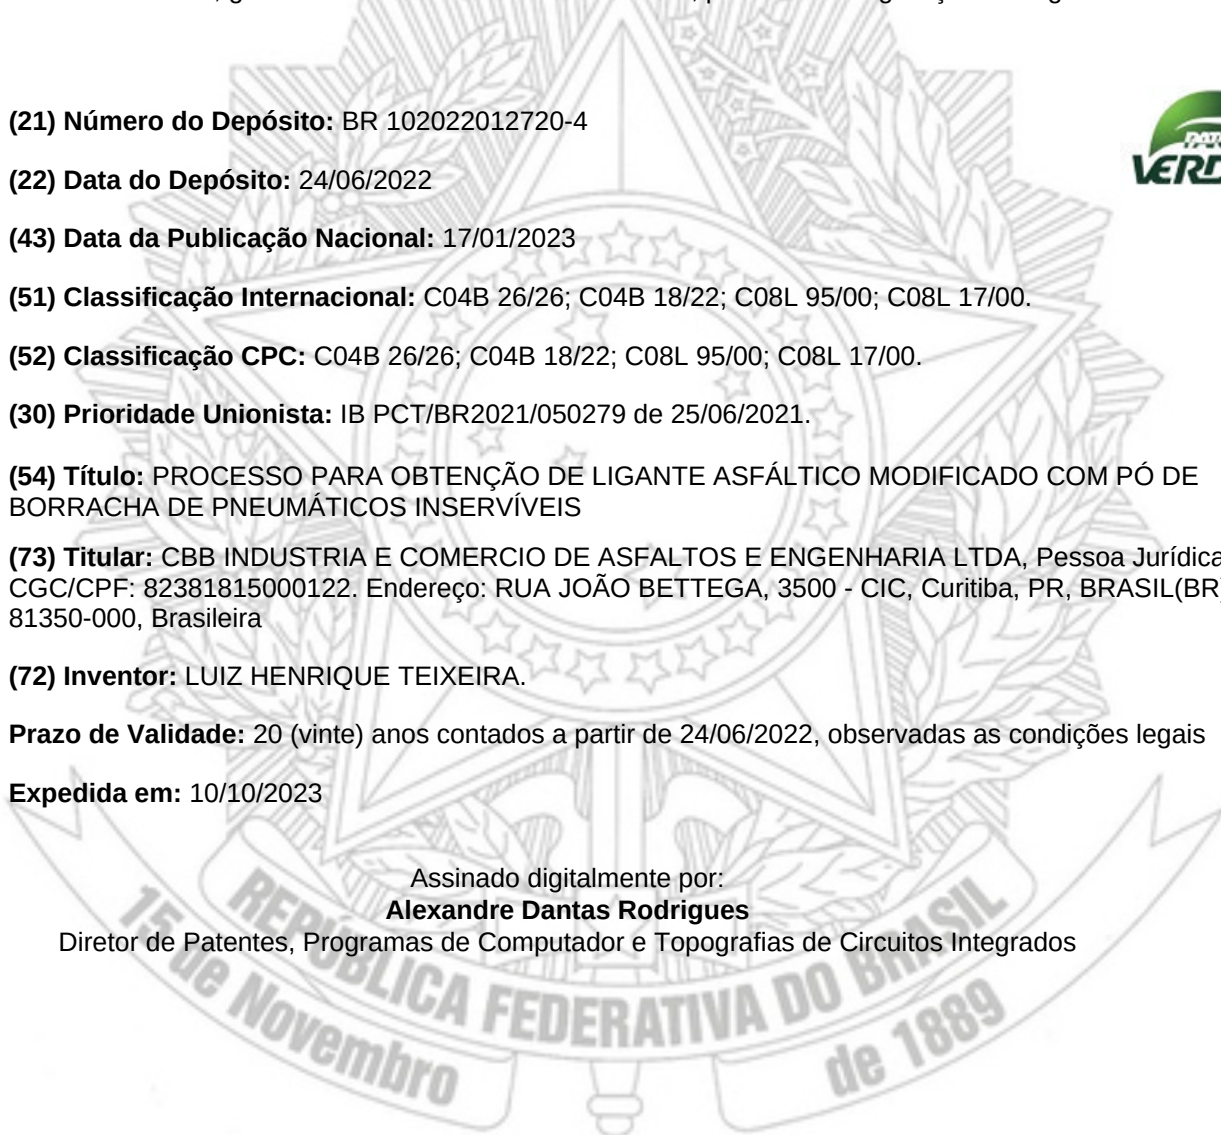 (21) Número do Depósito: BR 102022012720-4
(22) Data do Depósito: 24/06/2022
(43) Data da Publicação Nacional: 17/01/2023
(51) Classificação Internacional: C04B 26/26; C04B 18/22; C08L 95/00; C08L 17/00.
(52) Classificação CPC: C04B 26/26; C04B 18/22; C08L 95/00; C08L 17/00.
(30) Prioridade Unionista: IB PCT/BR2021/050279 de 25/06/2021.
(54) Título: PROCESSO PARA OBTENÇÃO DE LIGANTE ASFÁLTICO MODIFICADO COM PÓ DE
BORRACHA DE PNEUMÁTICOS INSERVÍVEIS
(73) Titular: CBB INDUSTRIA E COMERCIO DE ASFALTOS E ENGENHARIA LTDA, Pessoa Jurídica
CGC/CPF: 82381815000122. Endereço: RUA JOÃO BETTEGA, 3500 - CIC, Curitiba, PR, BRASIL(BR)
81350-000, Brasileira
(72) Inventor: LUIZ HENRIQUE TEIXEIRA.
Prazo de Validade: 20 (vinte) anos contados a partir de 24/06/2022, observadas as condições legais
Expedida em: 10/10/2023
Assinado digitalmente por:
Alexandre Dantas Rodrigues
Diretor de Patentes, Programas de Computador e Topografias de Circuitos Integrados
REPÚBLICA FEDERATIVA DO BRASIL
15 de Novembro
de 1889